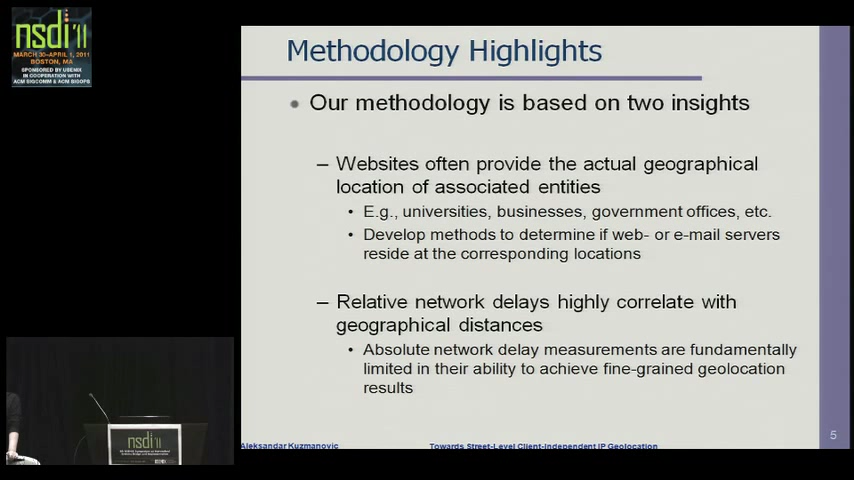 nsdi'11
MARCH 30–APRIL 1, 2011
BOSTON, MA
SPONSORED BY USENIX
IN COOPERATION WITH
ACM SIGCOMM & ACM SIGOPS
Methodology Highlights
• Our methodology is based on two insights
– Websites often provide the actual geographical
location of associated entities
• E.g., universities, businesses, government offices, etc.
• Develop methods to determine if web- or e-mail servers
reside at the corresponding locations
– Relative network delays highly correlate with
geographical distances
• Absolute network delay measurements are fundamentally
limited in their ability to achieve fine-grained geolocation
results
5
Aleksandar Kuzmanovic
Towards Street-Level Client-Independent IP Geolocation
nsdi'11